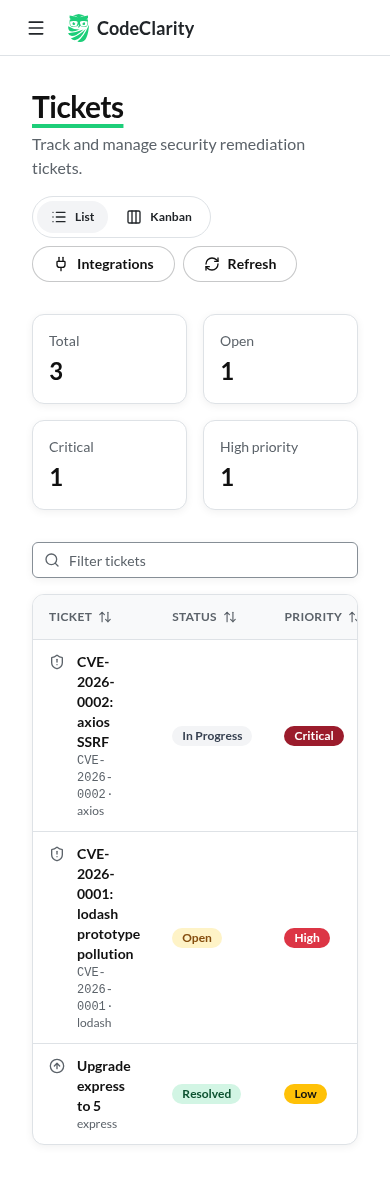 CodeClarity
Tickets
Track and manage security remediation
tickets.
List
Kanban
Integrations
Refresh
Total
3
Open
1
Critical
1
High priority
1
Filter tickets
TICKET
STATUS
PRIORITY
CVE-
2026-
0002:
axios
SSRF
CVE-
2026-
0002·
axios
In Progress
Critical
CVE-
2026-
0001:
lodash
prototype
pollution
CVE-
2026-
0001·
lodash
Open
High
Upgrade
express
to 5
express
Resolved
Low